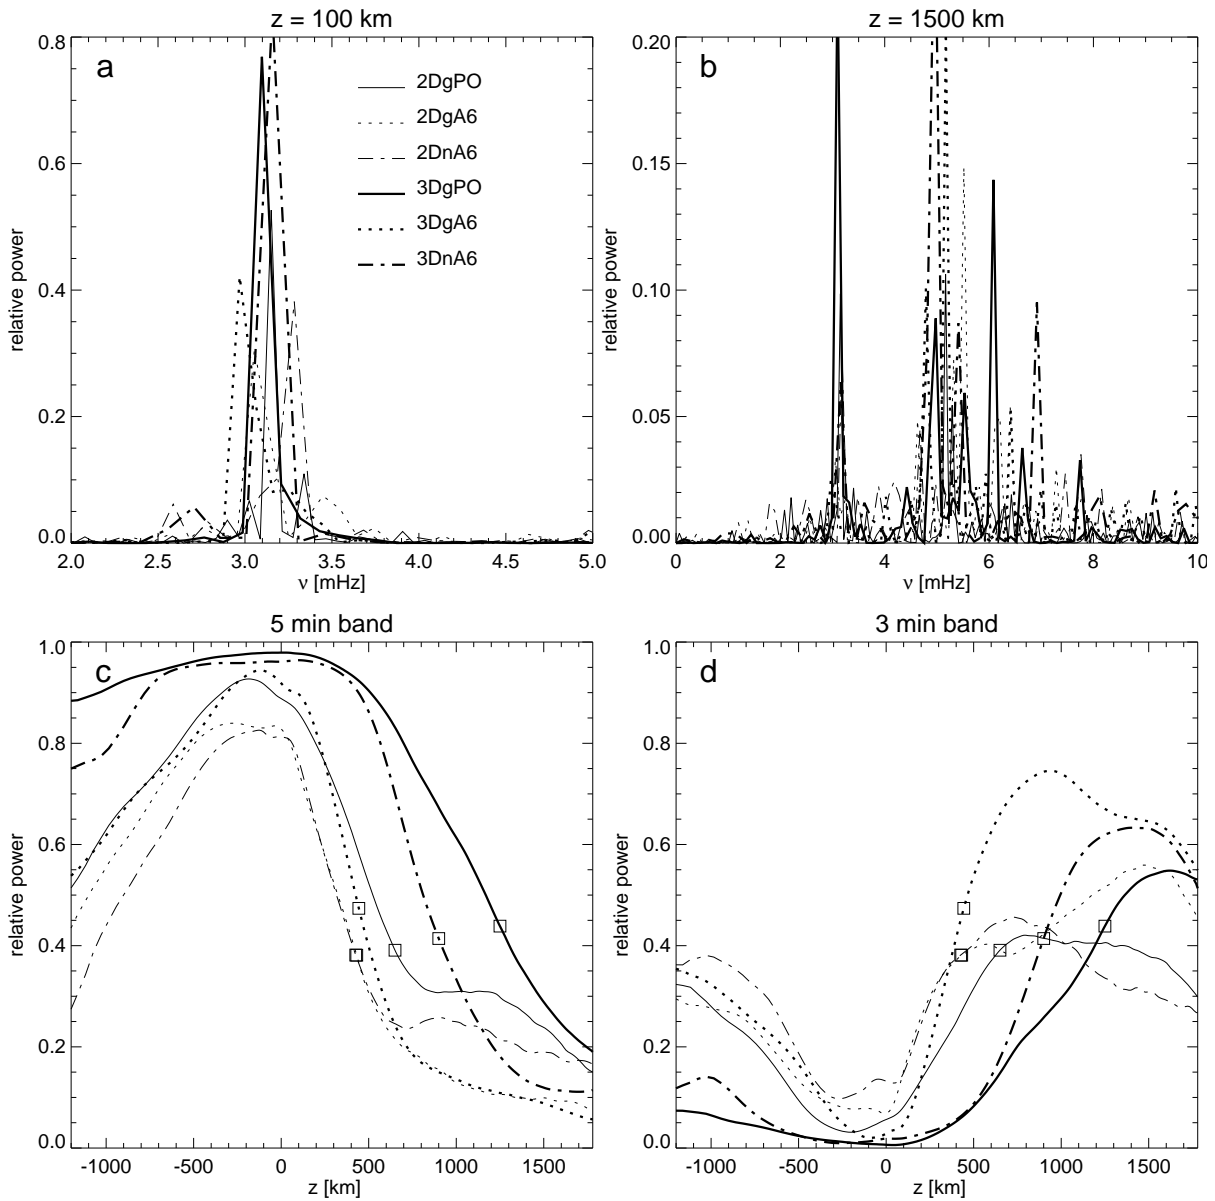 z = 100 km
z = 1500 km
a
2DgPO
2DgA6
2DnA6
3DgPO
3DgA6
3DnA6
0.8
0.6
0.4
0.2
0.0
relative power
2.0 2.5 3.0 3.5 4.0 4.5 5.0
ν [mHz]
b
0.20
0.15
0.10
0.05
0.00
relative power
0 2 4 6 8 10
ν [mHz]
5 min band
c
1.0
0.8
0.6
0.4
0.2
0.0
relative power
-1000 -500 0 500 1000 1500
z [km]
3 min band
d
1.0
0.8
0.6
0.4
0.2
0.0
relative power
-1000 -500 0 500 1000 1500
z [km]